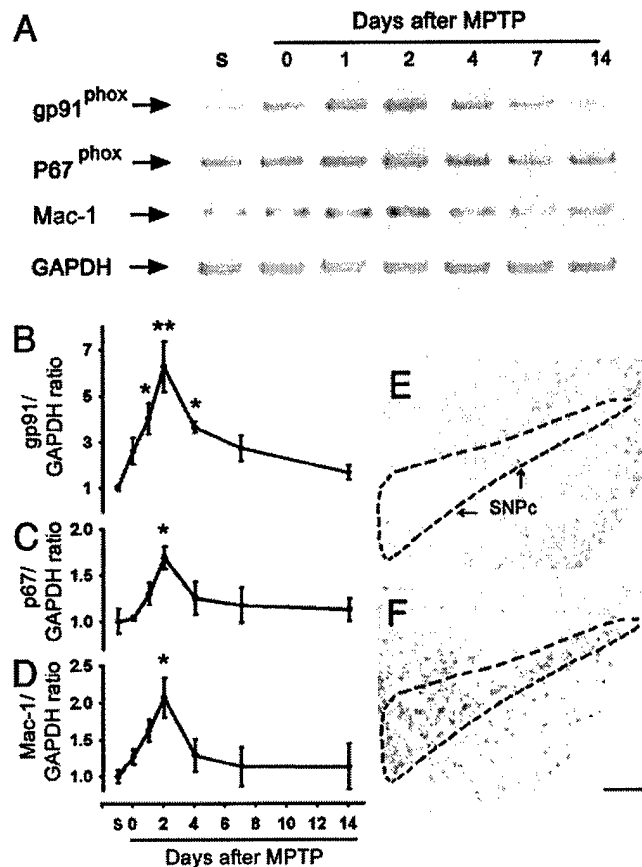 A
Days after MPTP
S 0 1 2 4 7 14
gp91phox
P67phox
Mac-1
GAPDH
B
gp91/
GAPDH ratio
7
5
3
1
**
*
*
C
p67/
GAPDH ratio
2.0
1.5
1.0
*
D
Mac-1/
GAPDH ratio
2.5
2.0
1.5
1.0
*
S 0 2 4 6 8 10 12 14
Days after MPTP
E
SNPc
F